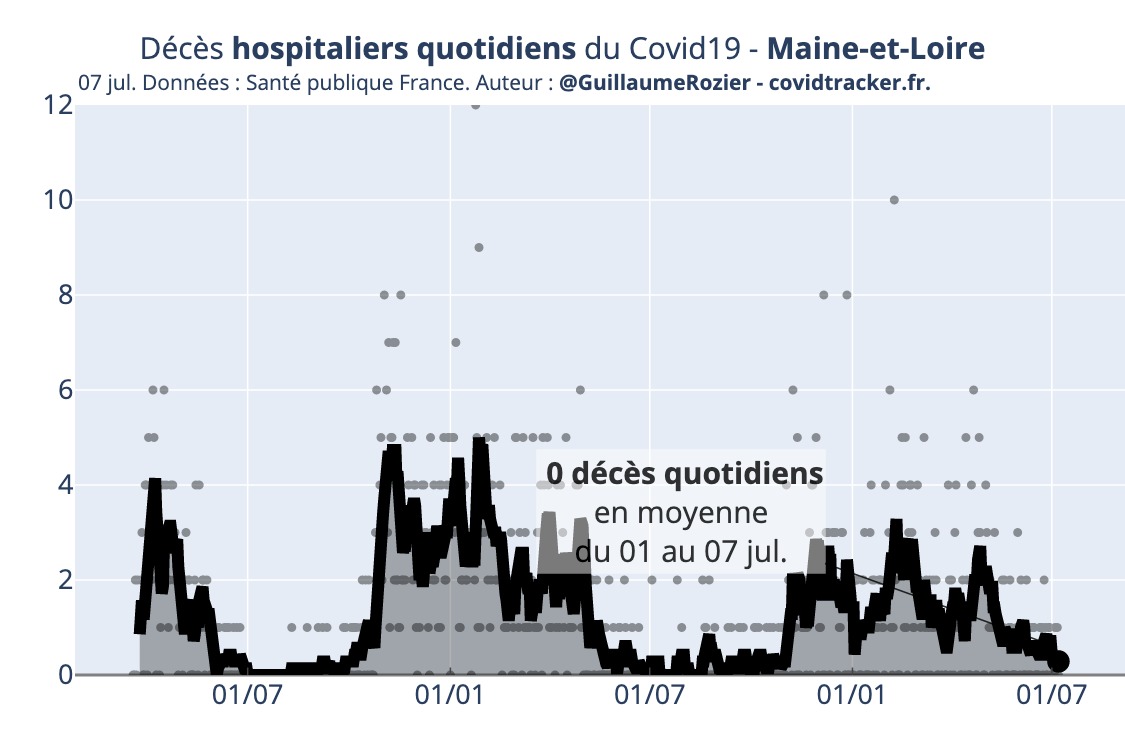 Décès hospitaliers quotidiens du Covid19 - Maine-et-Loire
07 jul. Données : Santé publique France. Auteur : @GuillaumeRozier - covidtracker.fr.
12
10
8
6
4
2
0
0 décès quotidiens
en moyenne
du 01 au 07 jul.
01/07 01/01 01/07 01/01 01/07